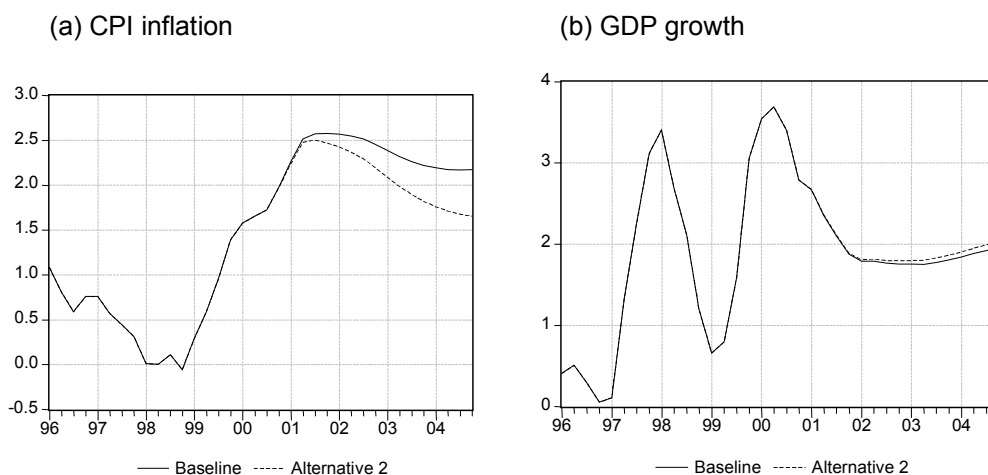 (a) CPI inflation
3.0
2.5
2.0
1.5
1.0
0.5
0.0
-0.5
96 97 98 99 00 01 02 03 04
Baseline Alternative 2
(b) GDP growth
4
3
2
1
0
96 97 98 99 00 01 02 03 04
Baseline Alternative 2